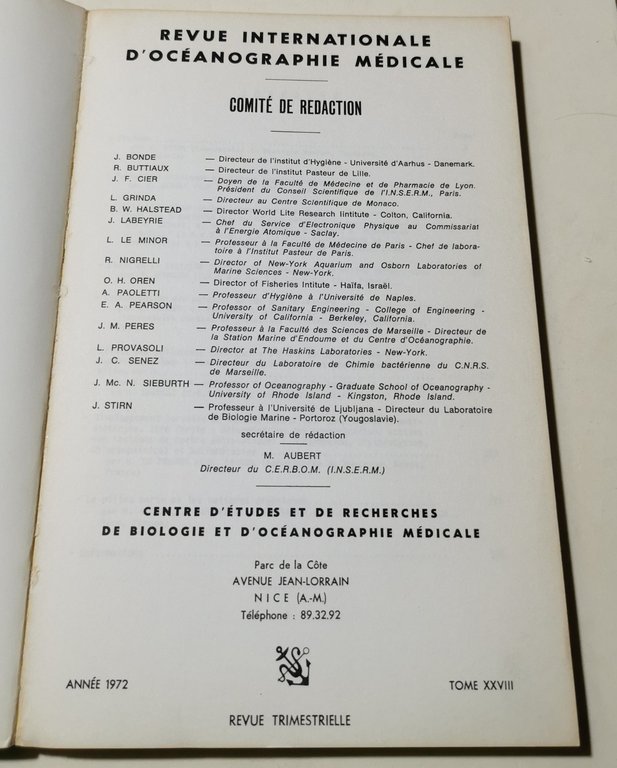 REVUE INTERNATIONALE
D'OCÉANOGRAPHIE MÉDICALE
COMITÉ DE REDACTION
J. BONDE — Directeur de l'institut d'Hygiène - Université d'Aarhus - Danemark.
R. BUTTIAUX — Directeur de l'institut Pasteur de Lille.
J. F. CIER — Doyen de la Faculté de Médecine et de Pharmacie de Lyon.
Président du Conseil Scientifique de l'I.N.S.E.R.M., Paris.
L. GRINDA — Directeur au Centre Scientifique de Monaco.
B. W. HALSTEAD — Director World Lite Research Iintitute - Colton, California.
J. LABEYRIE — Chef du Service d'Electronique Physique au Commissariat
à l'Energie Atomique - Saclay.
L. LE MINOR — Professeur à la Faculté de Médecine de Paris - Chef de labora-
toire à l'Institut Pasteur de Paris.
R. NIGRELLI — Director of New-York Aquarium and Osborn Laboratories of
Marine Sciences - New-York.
O. H. OREN — Director of Fisheries Intitute - Haïfa, Israèl.
A. PAOLETTI — Professeur d'Hygiène à l'Université de Naples.
E. A. PEARSON — Professor of Sanitary Engineering - College of Engineering -
University of California - Berkeley, California.
J. M. PERES — Professeur à la Faculté des Sciences de Marseille - Directeur de
la Station Marine d'Endoume et du Centre d'Océanographie.
L. PROVASOLI — Director at The Haskins Laboratories - New-York.
J. C. SENEZ — Directeur du Laboratoire de Chimie bactérienne du C.N.R.S.
de Marseille.
J. Mc. N. SIEBURTH — Professor of Oceanography - Graduate School of Oceanography -
University of Rhode Island - Kingston, Rhode Island.
J. STIRN — Professeur à l'Université de Ljubljana - Directeur du Laboratoire
de Biologie Marine - Portoroz (Yougoslavie).
secrétaire de rédaction
M. AUBERT
Directeur du C.E.R.B.O.M. (I.N.S.E.R.M.)
CENTRE D'ÉTUDES ET DE RECHERCHES
DE BIOLOGIE ET D'OCÉANOGRAPHIE MÉDICALE
Parc de la Côte
AVENUE JEAN-LORRAIN
NICE (A.-M.)
Téléphone : 89.32.92
ANNÉE 1972 TOME XXVIII
REVUE TRIMESTRIELLE